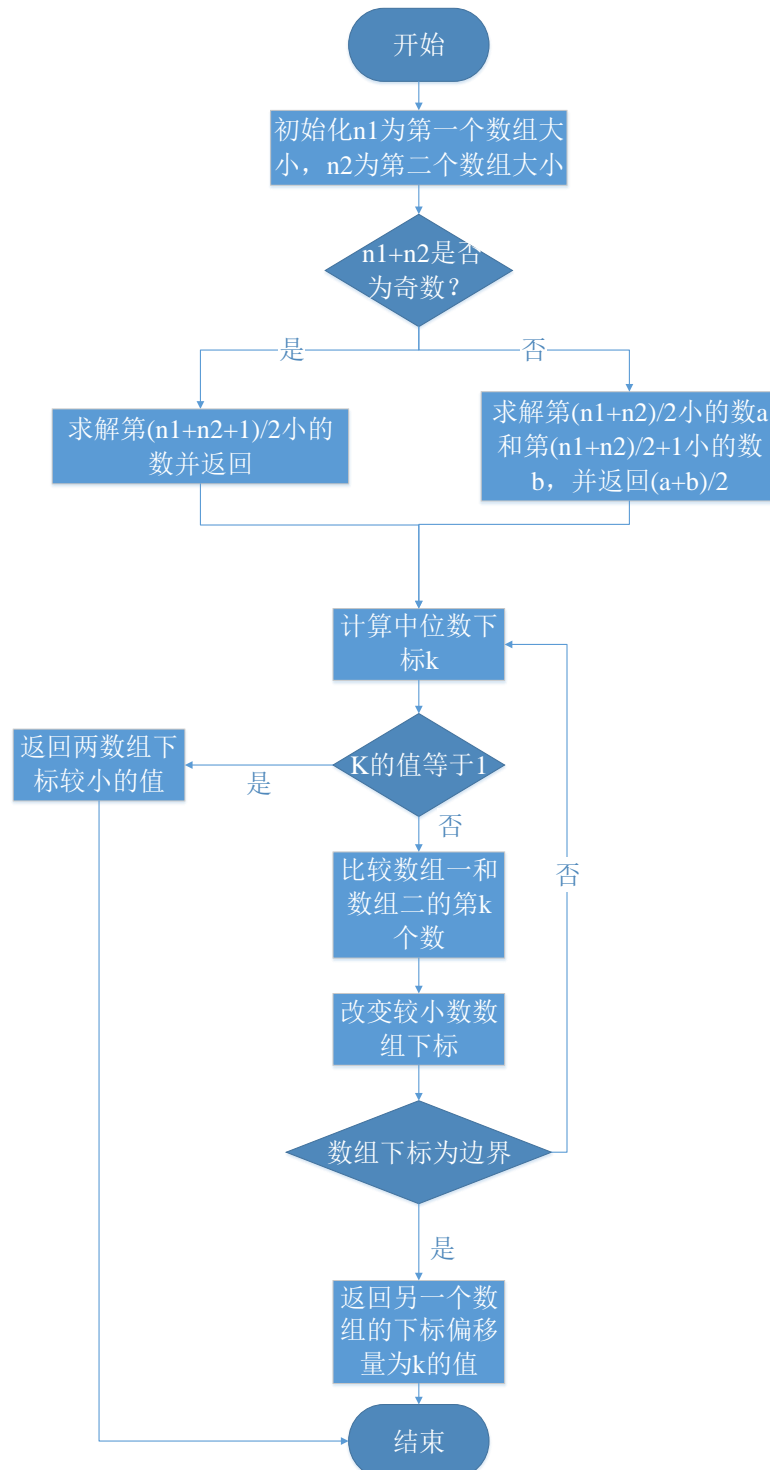 开始
初始化n1为第一个数组大
小，n2为第二个数组大小
n1+n2是否
为奇数？
是
否
求解第(n1+n2+1)/2小的
数并返回
求解第(n1+n2)/2小的数a
和第(n1+n2)/2+1小的数
b，并返回(a+b)/2
计算中位数下
标k
返回两数组下
标较小的值
K的值等于1
是
否
比较数组一和
数组二的第k
个数
否
改变较小数数
组下标
数组下标为边界
是
返回另一个数
组的下标偏移
量为k的值
结束